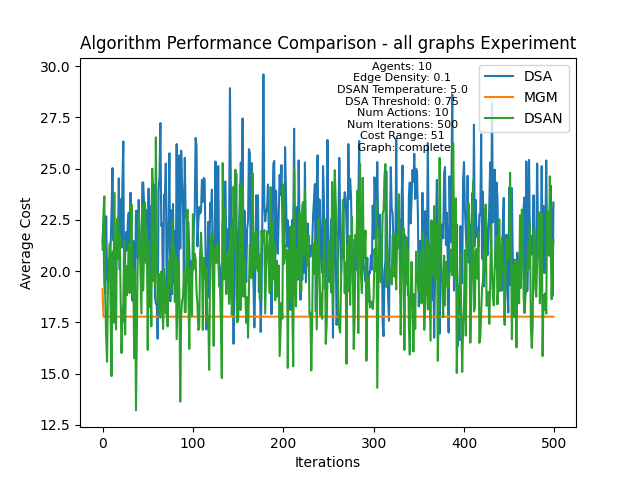 Algorithm Performance Comparison - all graphs Experiment
30.0
27.5
25.0
22.5
20.0
17.5
15.0
12.5
Average Cost
Agents: 10
Edge Density: 0.1
DSAN Temperature: 5.0
DSA Threshold: 0.75
Num Actions: 10
Num Iterations: 500
Cost Range: 51
Graph: complete
DSA
MGM
DSAN
0
100
200
300
400
500
Iterations